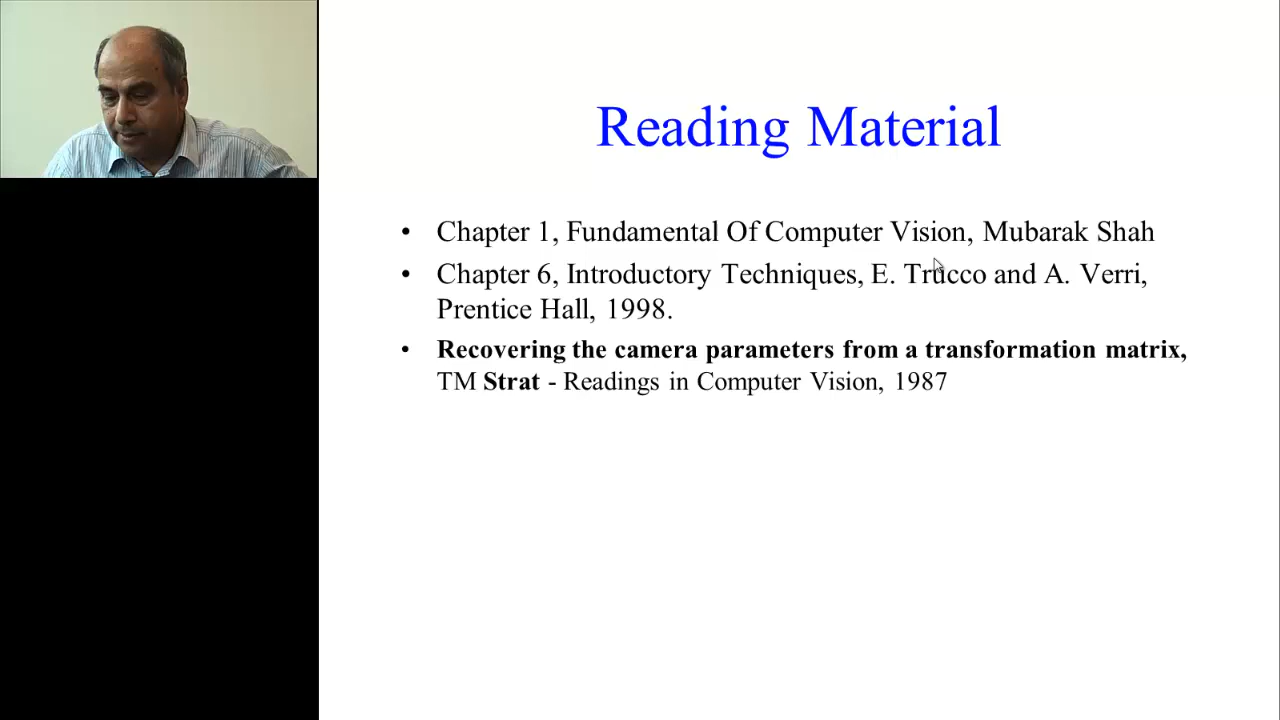 Reading Material
• Chapter 1, Fundamental Of Computer Vision, Mubarak Shah
• Chapter 6, Introductory Techniques, E. Trucco and A. Verri,
Prentice Hall, 1998.
• Recovering the camera parameters from a transformation matrix,
TM Strat - Readings in Computer Vision, 1987